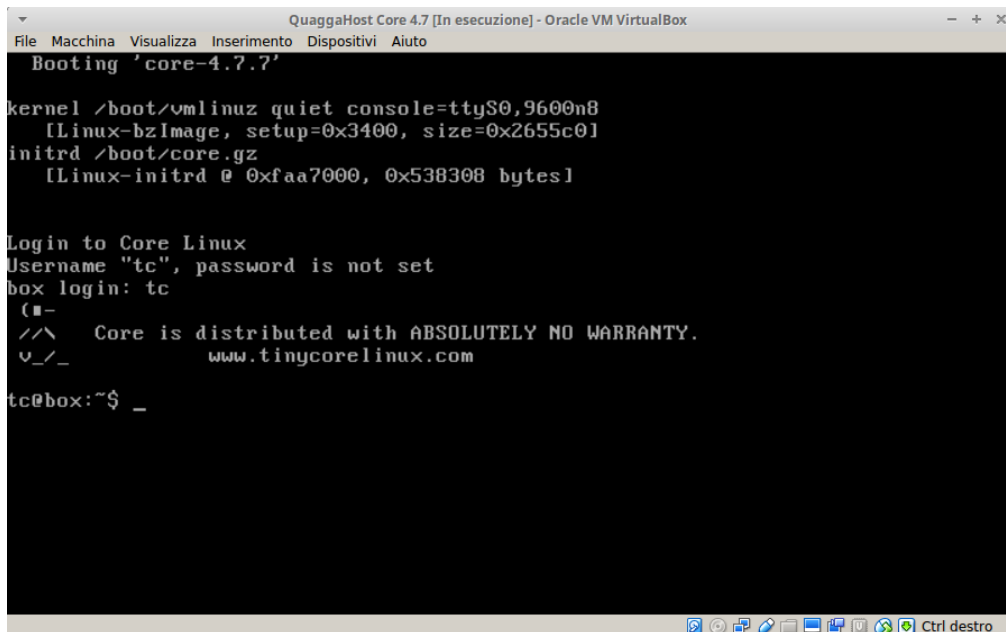 QuaggaHost Core 4.7 [In esecuzione] - Oracle VM VirtualBox
File Macchina Visualizza Inserimento Dispositivi Aiuto
Booting 'core-4.7.7'
kernel /boot/vmlinuz quiet console=ttyS0,9600n8
[Linux-bzImage, setup=0x3400, size=0x2655c0]
initrd /boot/core.gz
[Linux-initrd @ 0xfaa7000, 0x538308 bytes]
Login to Core Linux
Username "tc", password is not set
box login: tc
(∎-
//\ Core is distributed with ABSOLUTELY NO WARRANTY.
v_/_ www.tinycorelinux.com
tc@box:~$ _
Ctrl destro